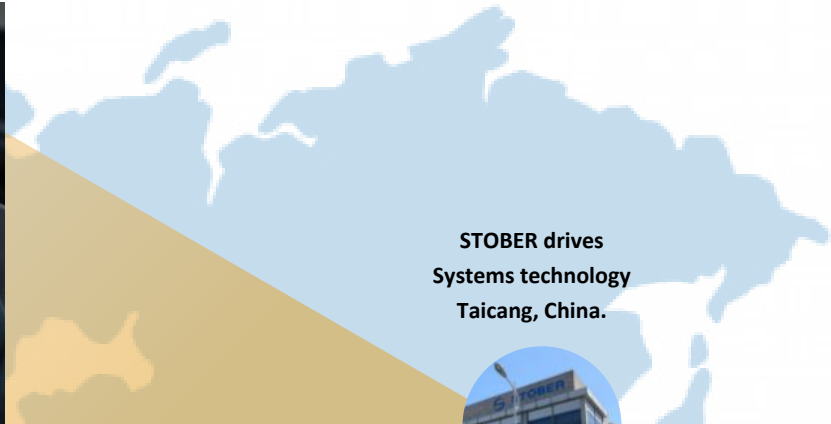 STOBER drives
Systems technology
Taicang, China.
STOBER